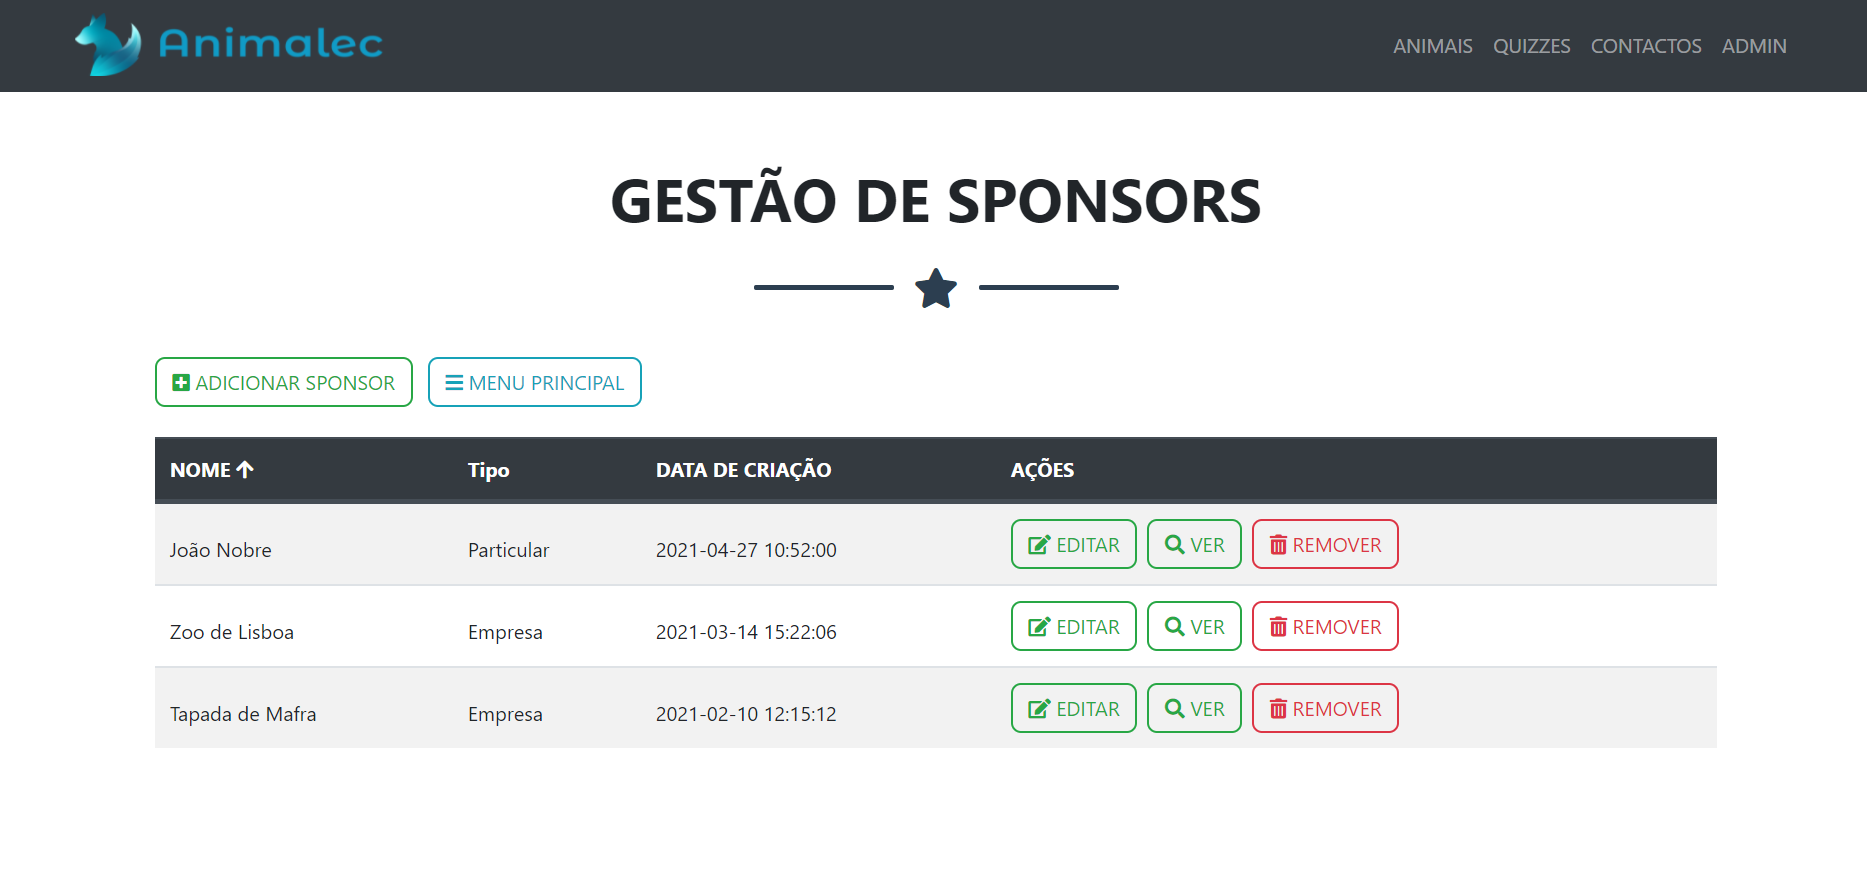 Animalec
ANIMAIS QUIZZES CONTACTOS ADMIN
GESTÃO DE SPONSORS
ADICIONAR SPONSOR MENU PRINCIPAL
NOME Tipo DATA DE CRIAÇÃO AÇÕES
João Nobre Particular 2021-04-27 10:52:00 EDITAR VER REMOVER
Zoo de Lisboa Empresa 2021-03-14 15:22:06 EDITAR VER REMOVER
Tapada de Mafra Empresa 2021-02-10 12:15:12 EDITAR VER REMOVER